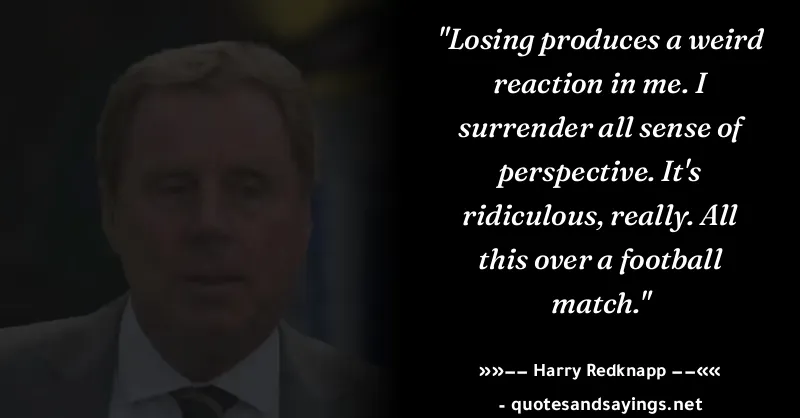 "Losing produces a weird
reaction in me. I
surrender all sense of
perspective. It's
ridiculous, really. All
this over a football
match."
»»−− Harry Redknapp −−««
- quotesandsayings.net